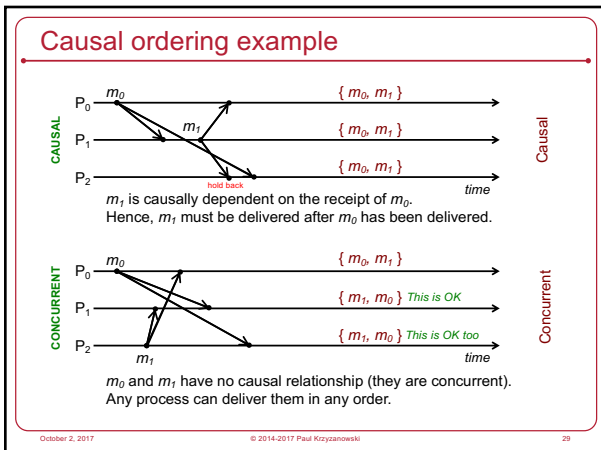 Causal ordering example
m0
P0
{ m0, m1 }
m1
CAUSAL
P1
{ m0, m1 }
Causal
P2
{ m0, m1 }
hold back
time
m1 is causally dependent on the receipt of m0.
Hence, m1 must be delivered after m0 has been delivered.
m0
P0
{ m0, m1 }
CONCURRENT
P1
{ m1, m0 } This is OK
Concurrent
P2
{ m1, m0 } This is OK too
m1
time
m0 and m1 have no causal relationship (they are concurrent).
Any process can deliver them in any order.
October 2, 2017
© 2014-2017 Paul Krzyzanowski
29